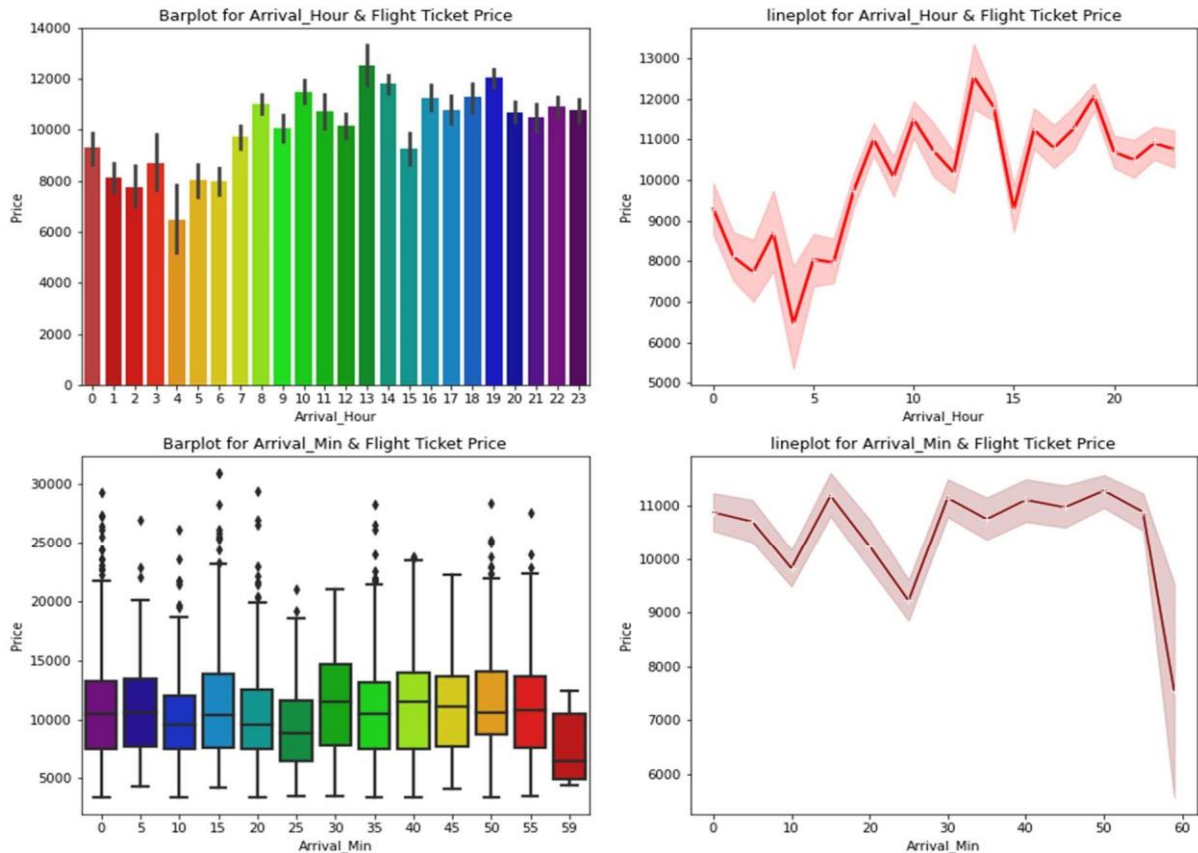 Barplot for Arrival_Hour & Flight Ticket Price
14000
12000
10000
8000
6000
4000
2000
0
Price
0 1 2 3 4 5 6 7 8 9 10 11 12 13 14 15 16 17 18 19 20 21 22 23
Arrival_Hour
lineplot for Arrival_Hour & Flight Ticket Price
13000
12000
11000
10000
9000
8000
7000
6000
5000
Price
0 5 10 15 20
Arrival_Hour
Barplot for Arrival_Min & Flight Ticket Price
30000
25000
20000
15000
10000
5000
Price
0 5 10 15 20 25 30 35 40 45 50 55 59
Arrival_Min
lineplot for Arrival_Min & Flight Ticket Price
11000
10000
9000
8000
7000
6000
Price
0 10 20 30 40 50 60
Arrival_Min